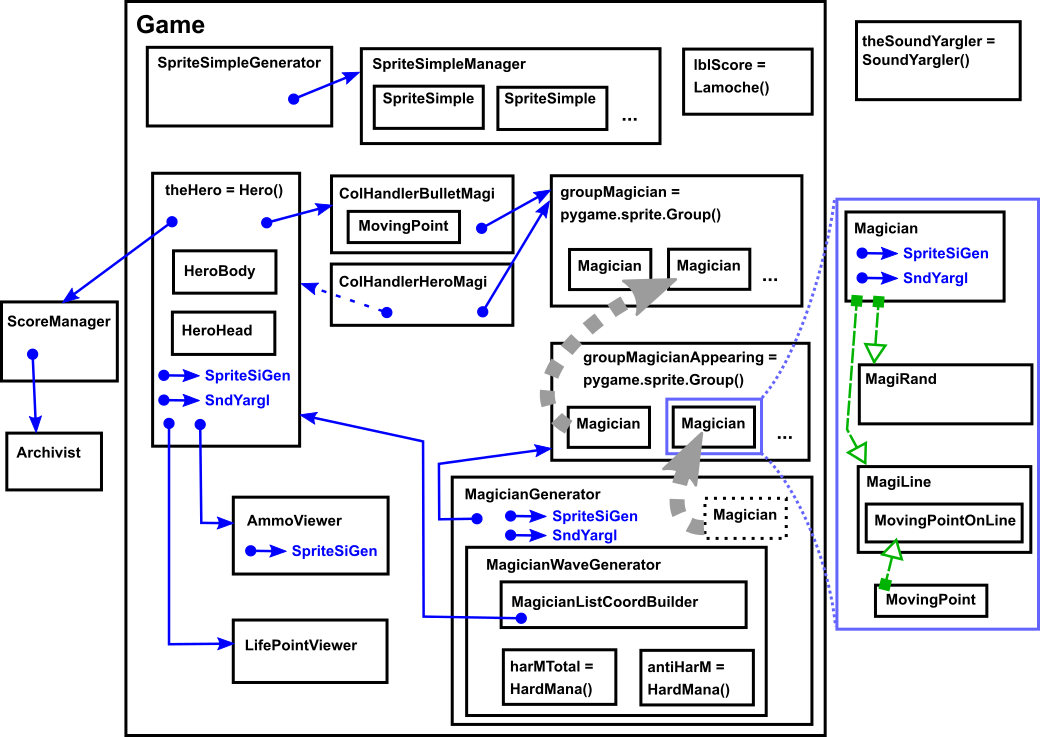 Game
SpriteSimpleGenerator
SpriteSimpleManager
SpriteSimple
SpriteSimple
...
lblScore =
Lamoche()
theSoundYargler =
SoundYargler()
theHero = Hero()
HeroBody
HeroHead
SpriteSiGen
SndYargl
ColHandlerBulletMagi
MovingPoint
ColHandlerHeroMagi
groupMagician =
pygame.sprite.Group()
Magician
Magician
...
ScoreManager
Archivist
groupMagicianAppearing =
pygame.sprite.Group()
Magician
Magician
...
MagicianGenerator
SpriteSiGen
SndYargl
Magician
MagicianWaveGenerator
MagicianListCoordBuilder
harMTotal =
HardMana()
antiHarM =
HardMana()
AmmoViewer
SpriteSiGen
LifePointViewer
Magician
SpriteSiGen
SndYargl
MagiRand
MagiLine
MovingPointOnLine
MovingPoint